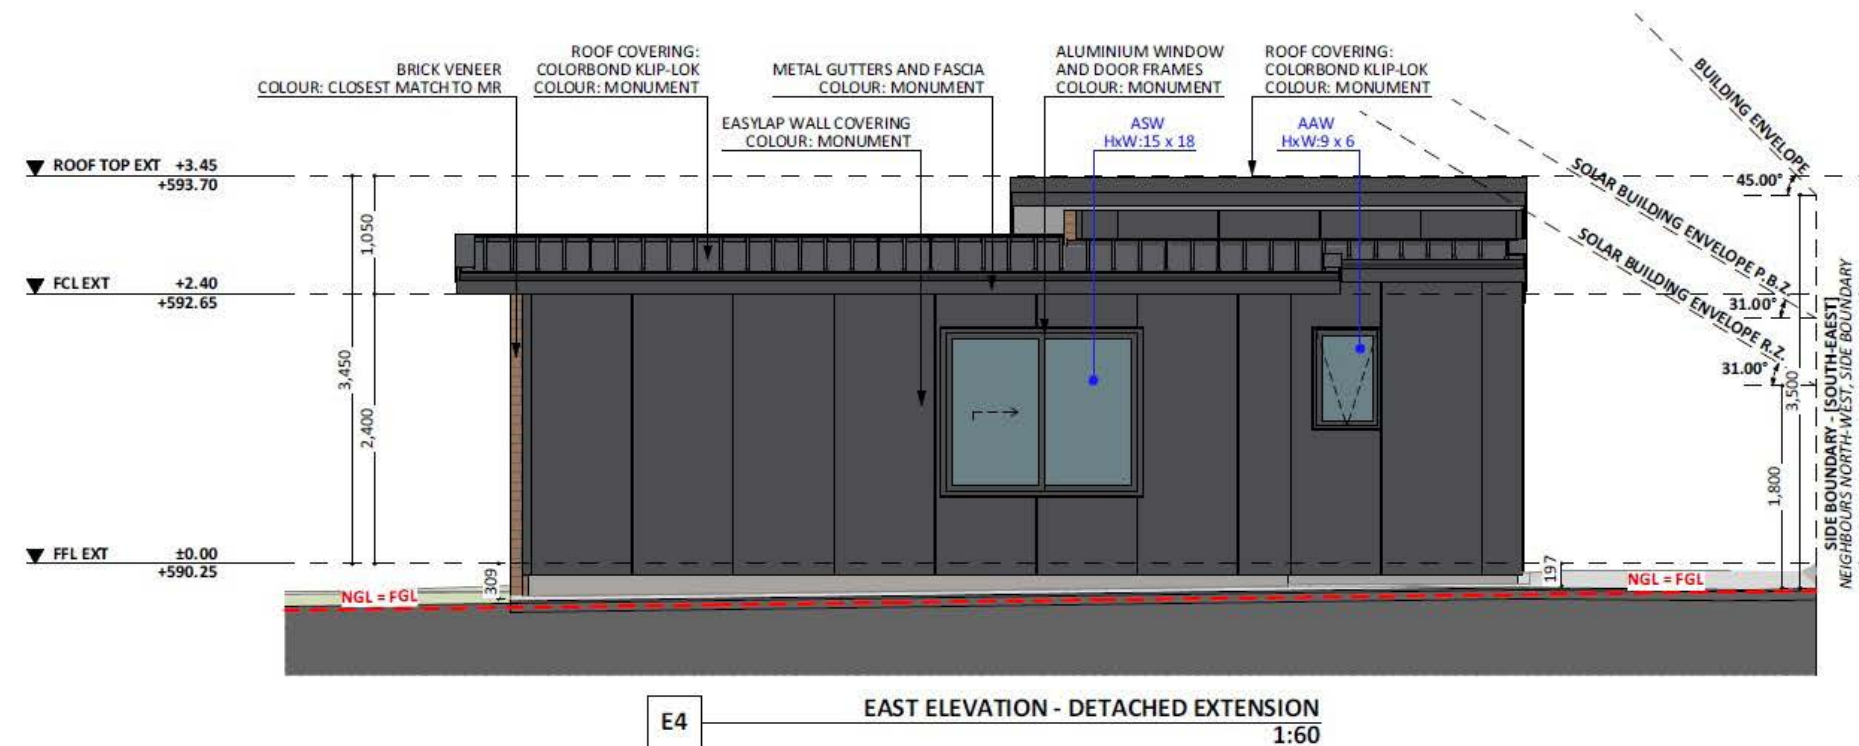 BRICK VENEER
COLOUR: CLOSEST MATCH TO MR
ROOF COVERING:
COLORBOND KLIP-LOK
COLOUR: MONUMENT
METAL GUTTERS AND FASCIA
COLOUR: MONUMENT
EASYLAP WALL COVERING
COLOUR: MONUMENT
ALUMINIUM WINDOW
AND DOOR FRAMES
COLOUR: MONUMENT
ROOF COVERING:
COLORBOND KLIP-LOK
COLOUR: MONUMENT
ASW
HxW:15 x 18
AAW
HxW:9 x 6
BUILDING ENVELOPE
45.00°
SOLAR BUILDING ENVELOPE P.B.Z.
31.00°
SOLAR BUILDING ENVELOPE R.Z.
31.00°
ROOF TOP EXT +3.45
+593.70
FCL EXT +2.40
+592.65
FFL EXT ±0.00
+590.25
3,450
1,050
2,400
309
197
1,800
3,500
SIDE BOUNDARY - [SOUTH-EAEST]
NEIGHBOURS NORTH-WEST, SIDE BOUNDARY
NGL = FGL
NGL = FGL
E4
EAST ELEVATION - DETACHED EXTENSION
1:60